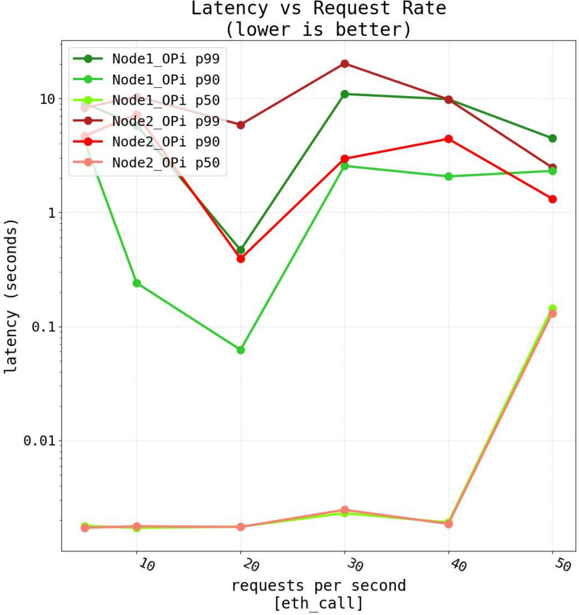 Latency vs Request Rate
(lower is better)
Node1_OPi p99
Node1_OPi p90
Node1_OPi p50
Node2_OPi p99
Node2_OPi p90
Node2_OPi p50
latency (seconds)
10
1
0.1
0.01
10
20
30
40
50
requests per second
[eth_call]